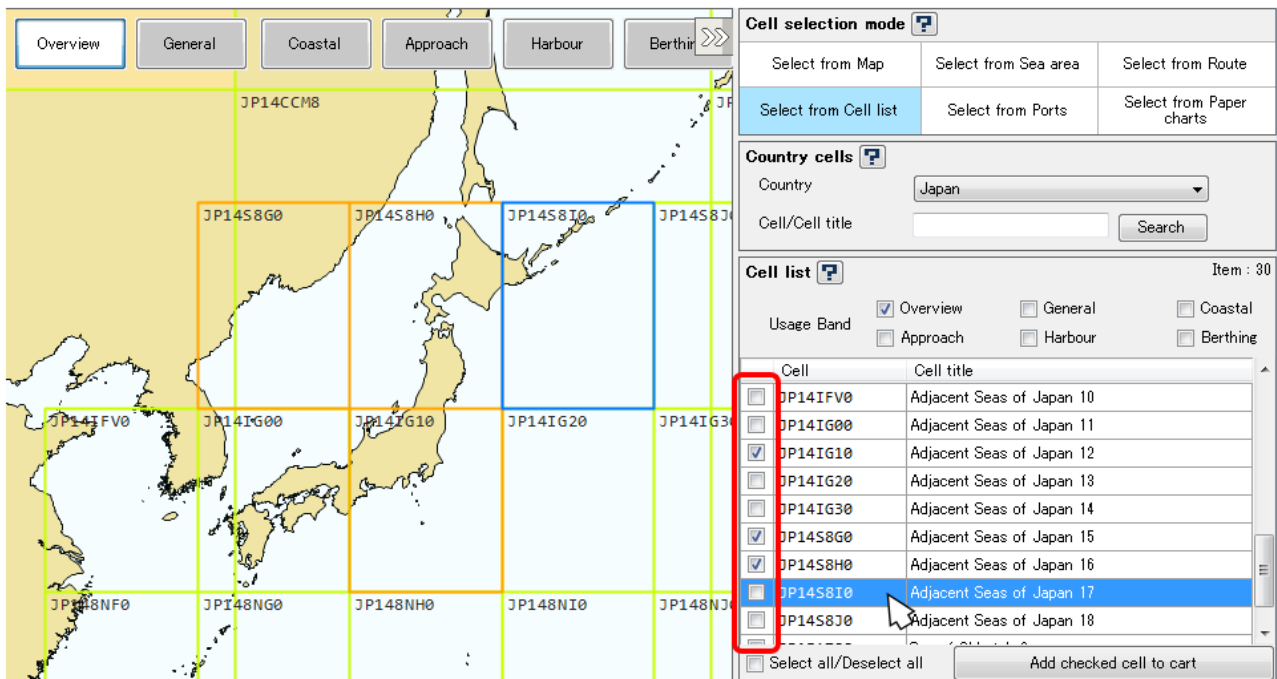 Overview
General
Coastal
Approach
Harbour
JP14CCM8
JP14S8G0
JP14S8H0
JP14S8I0
JP14IFV0
JP14IG00
JP14IG10
JP14IG20
JP148NF0
JP148NG0
JP148NH0
JP148NI0
Cell selection mode ?
Select from Map
Select from Sea area
Select from Route
Select from Cell list
Select from Ports
Select from Paper
charts
Country cells ?
Country
Japan
Cell/Cell title
Search
Cell list ?
Item : 30
Usage Band
Overview
General
Coastal
Approach
Harbour
Berthing
Cell Cell title
JP14IFV0 Adjacent Seas of Japan 10
JP14IG00 Adjacent Seas of Japan 11
JP14IG10 Adjacent Seas of Japan 12
JP14IG20 Adjacent Seas of Japan 13
JP14IG30 Adjacent Seas of Japan 14
JP14S8G0 Adjacent Seas of Japan 15
JP14S8H0 Adjacent Seas of Japan 16
JP14S8I0 Adjacent Seas of Japan 17
JP14S8J0 Adjacent Seas of Japan 18
Select all/Deselect all
Add checked cell to cart